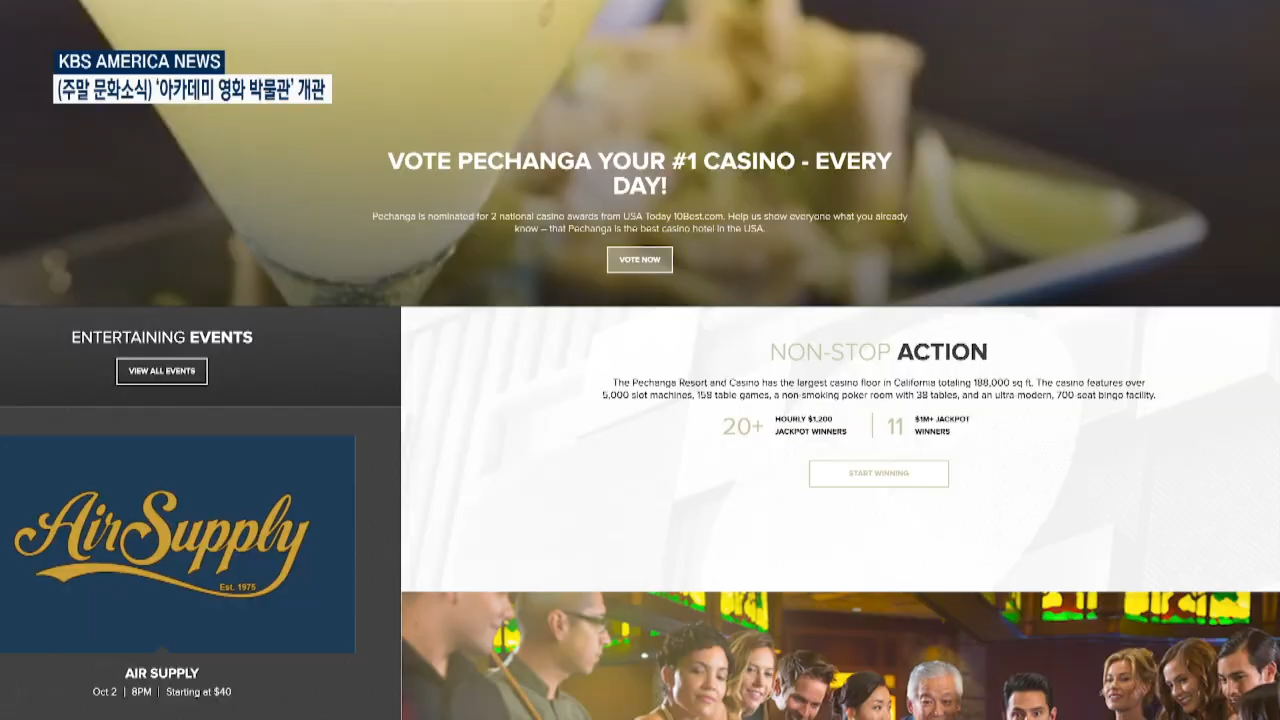 KBS AMERICA NEWS
(주말 문화소식) ‘아카데미 영화 박물관’ 개관
VOTE PECHANGA YOUR #1 CASINO - EVERY
DAY!
Pechanga is nominated for 2 national casino awards from USA Today 10Best.com. Help us show everyone what you already
know – that Pechanga is the best casino hotel in the USA.
VOTE NOW
ENTERTAINING EVENTS
VIEW ALL EVENTS
NON-STOP ACTION
The Pechanga Resort and Casino has the largest casino floor in California totaling 188,000 sq ft. The casino features over
5,000 slot machines, 158 table games, a non-smoking poker room with 38 tables, and an ultra-modern, 700-seat bingo facility.
20+ HOURLY $1,200
JACKPOT WINNERS
11 $1M+ JACKPOT
WINNERS
START WINNING
Air Supply
Est. 1975
AIR SUPPLY
Oct 2 | 8PM | Starting at $40